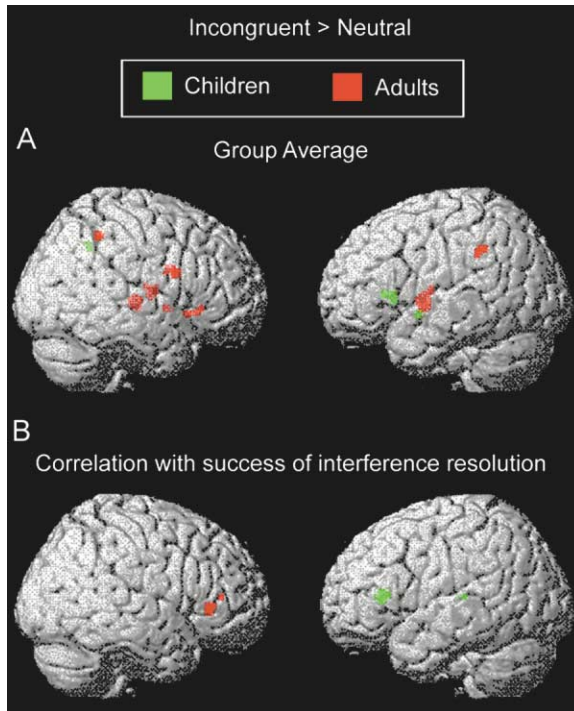 Incongruent > Neutral
Children Adults
A
Group Average
B
Correlation with success of interference resolution